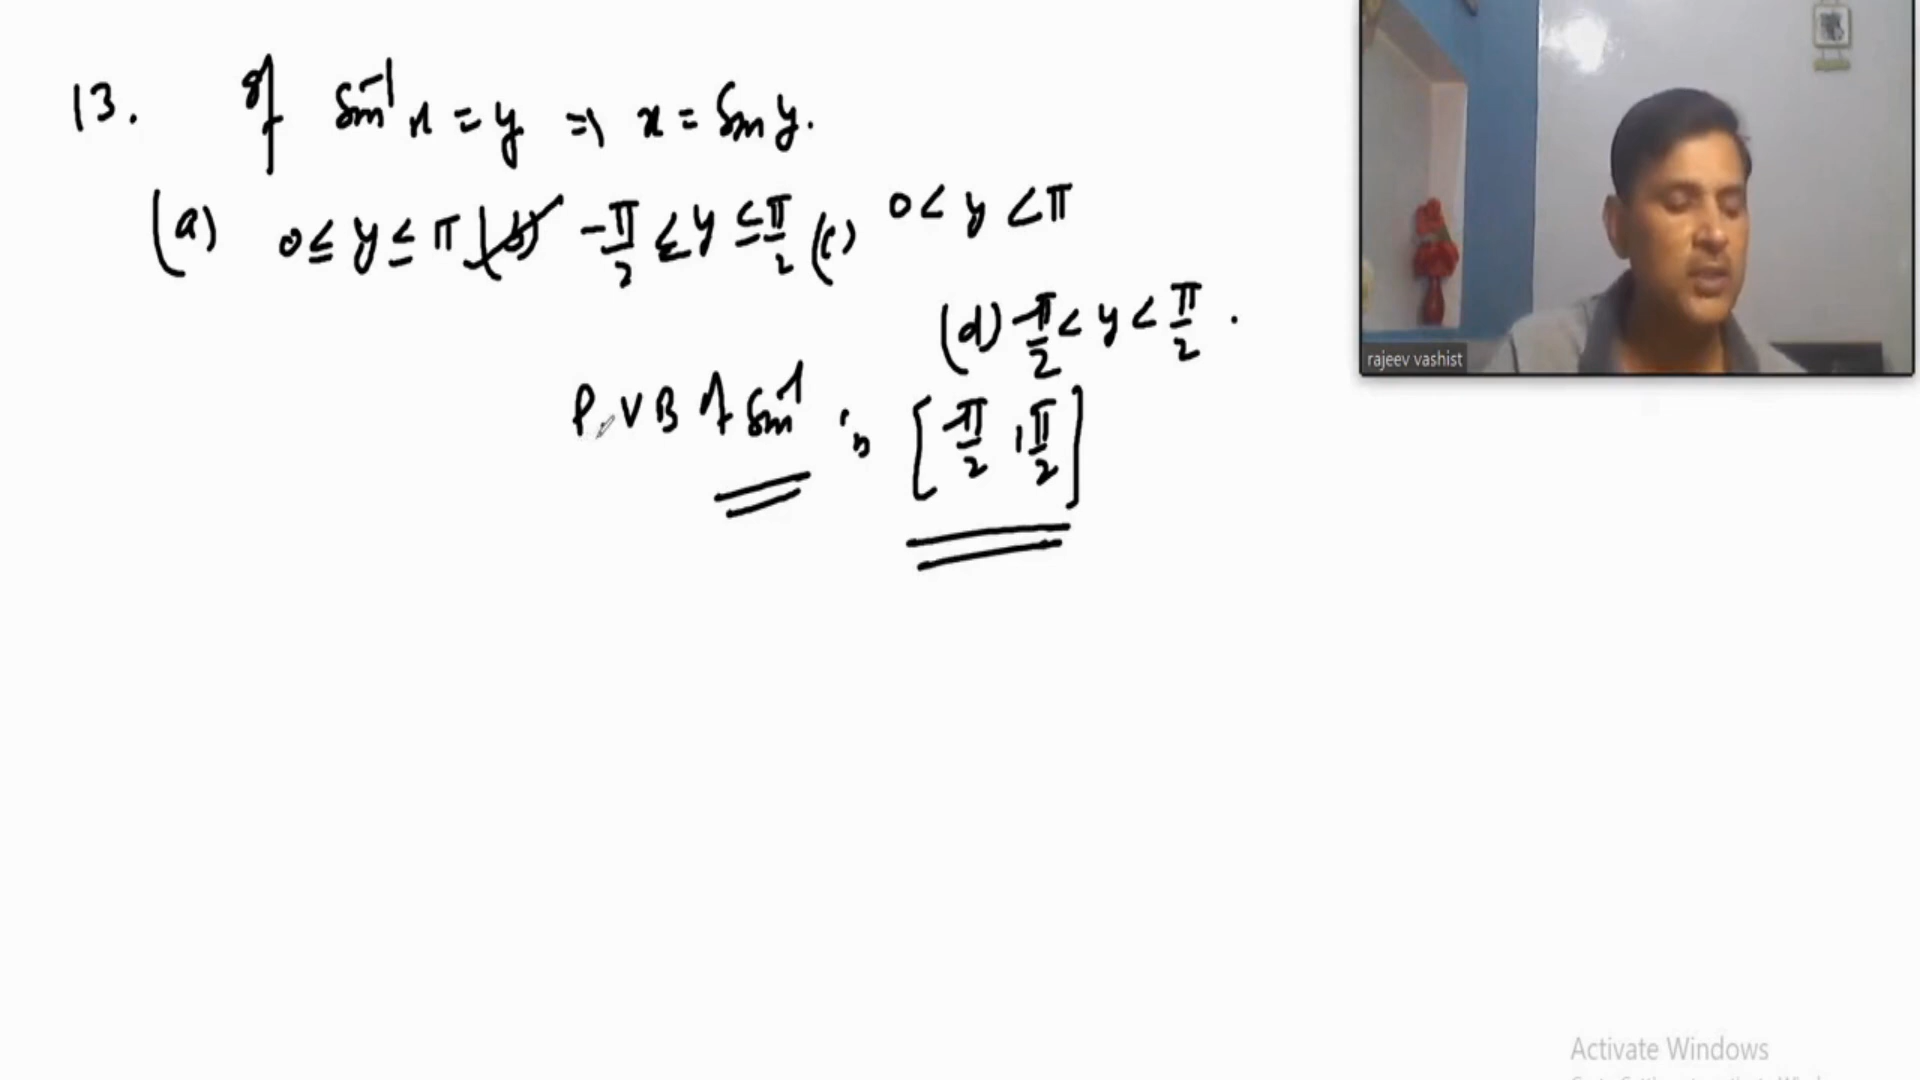 13. If Sin⁻¹ x = y ⇒ x = Sin y.
(a) 0 ≤ y ≤ π (b) -π/2 ≤ y ≤ π/2 (c) 0 < y < π
(d) -π/2 < y < π/2 .
P.V B of Sin⁻¹ is [-π/2 , π/2]
rajeev vashist
Activate Windows